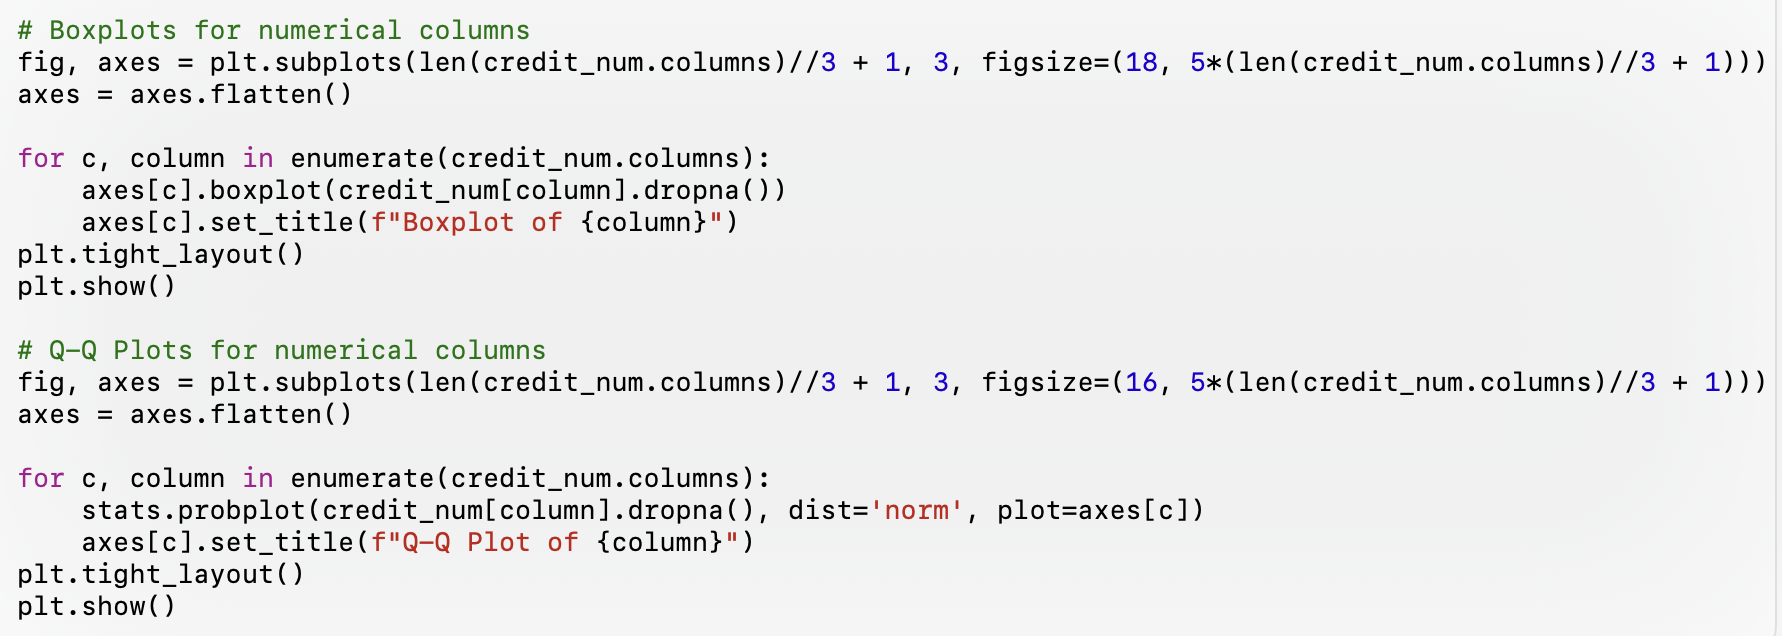 # Boxplots for numerical columns
fig, axes = plt.subplots(len(credit_num.columns)//3 + 1, 3, figsize=(18, 5*(len(credit_num.columns)//3 + 1)))
axes = axes.flatten()

for c, column in enumerate(credit_num.columns):
    axes[c].boxplot(credit_num[column].dropna())
    axes[c].set_title(f"Boxplot of {column}")
plt.tight_layout()
plt.show()

# Q-Q Plots for numerical columns
fig, axes = plt.subplots(len(credit_num.columns)//3 + 1, 3, figsize=(16, 5*(len(credit_num.columns)//3 + 1)))
axes = axes.flatten()

for c, column in enumerate(credit_num.columns):
    stats.probplot(credit_num[column].dropna(), dist='norm', plot=axes[c])
    axes[c].set_title(f"Q-Q Plot of {column}")
plt.tight_layout()
plt.show()